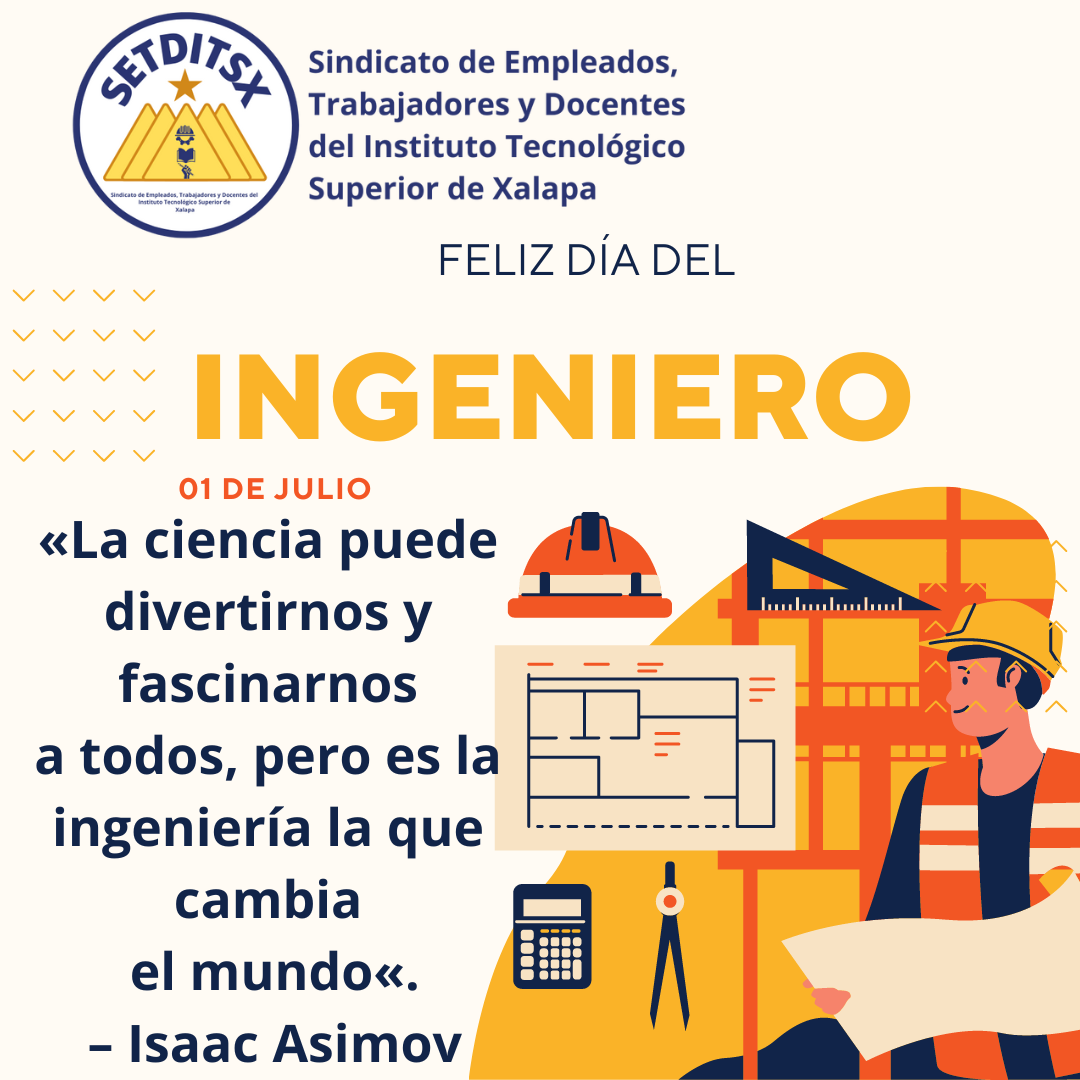 SETDITSX
Sindicato de Empleados, Trabajadores y Docentes del
Instituto Tecnológico Superior de
Xalapa
Sindicato de Empleados,
Trabajadores y Docentes
del Instituto Tecnológico
Superior de Xalapa
FELIZ DÍA DEL
INGENIERO
01 DE JULIO
«La ciencia puede
divertirnos y
fascinarnos
a todos, pero es la
ingeniería la que
cambia
el mundo«.
– Isaac Asimov